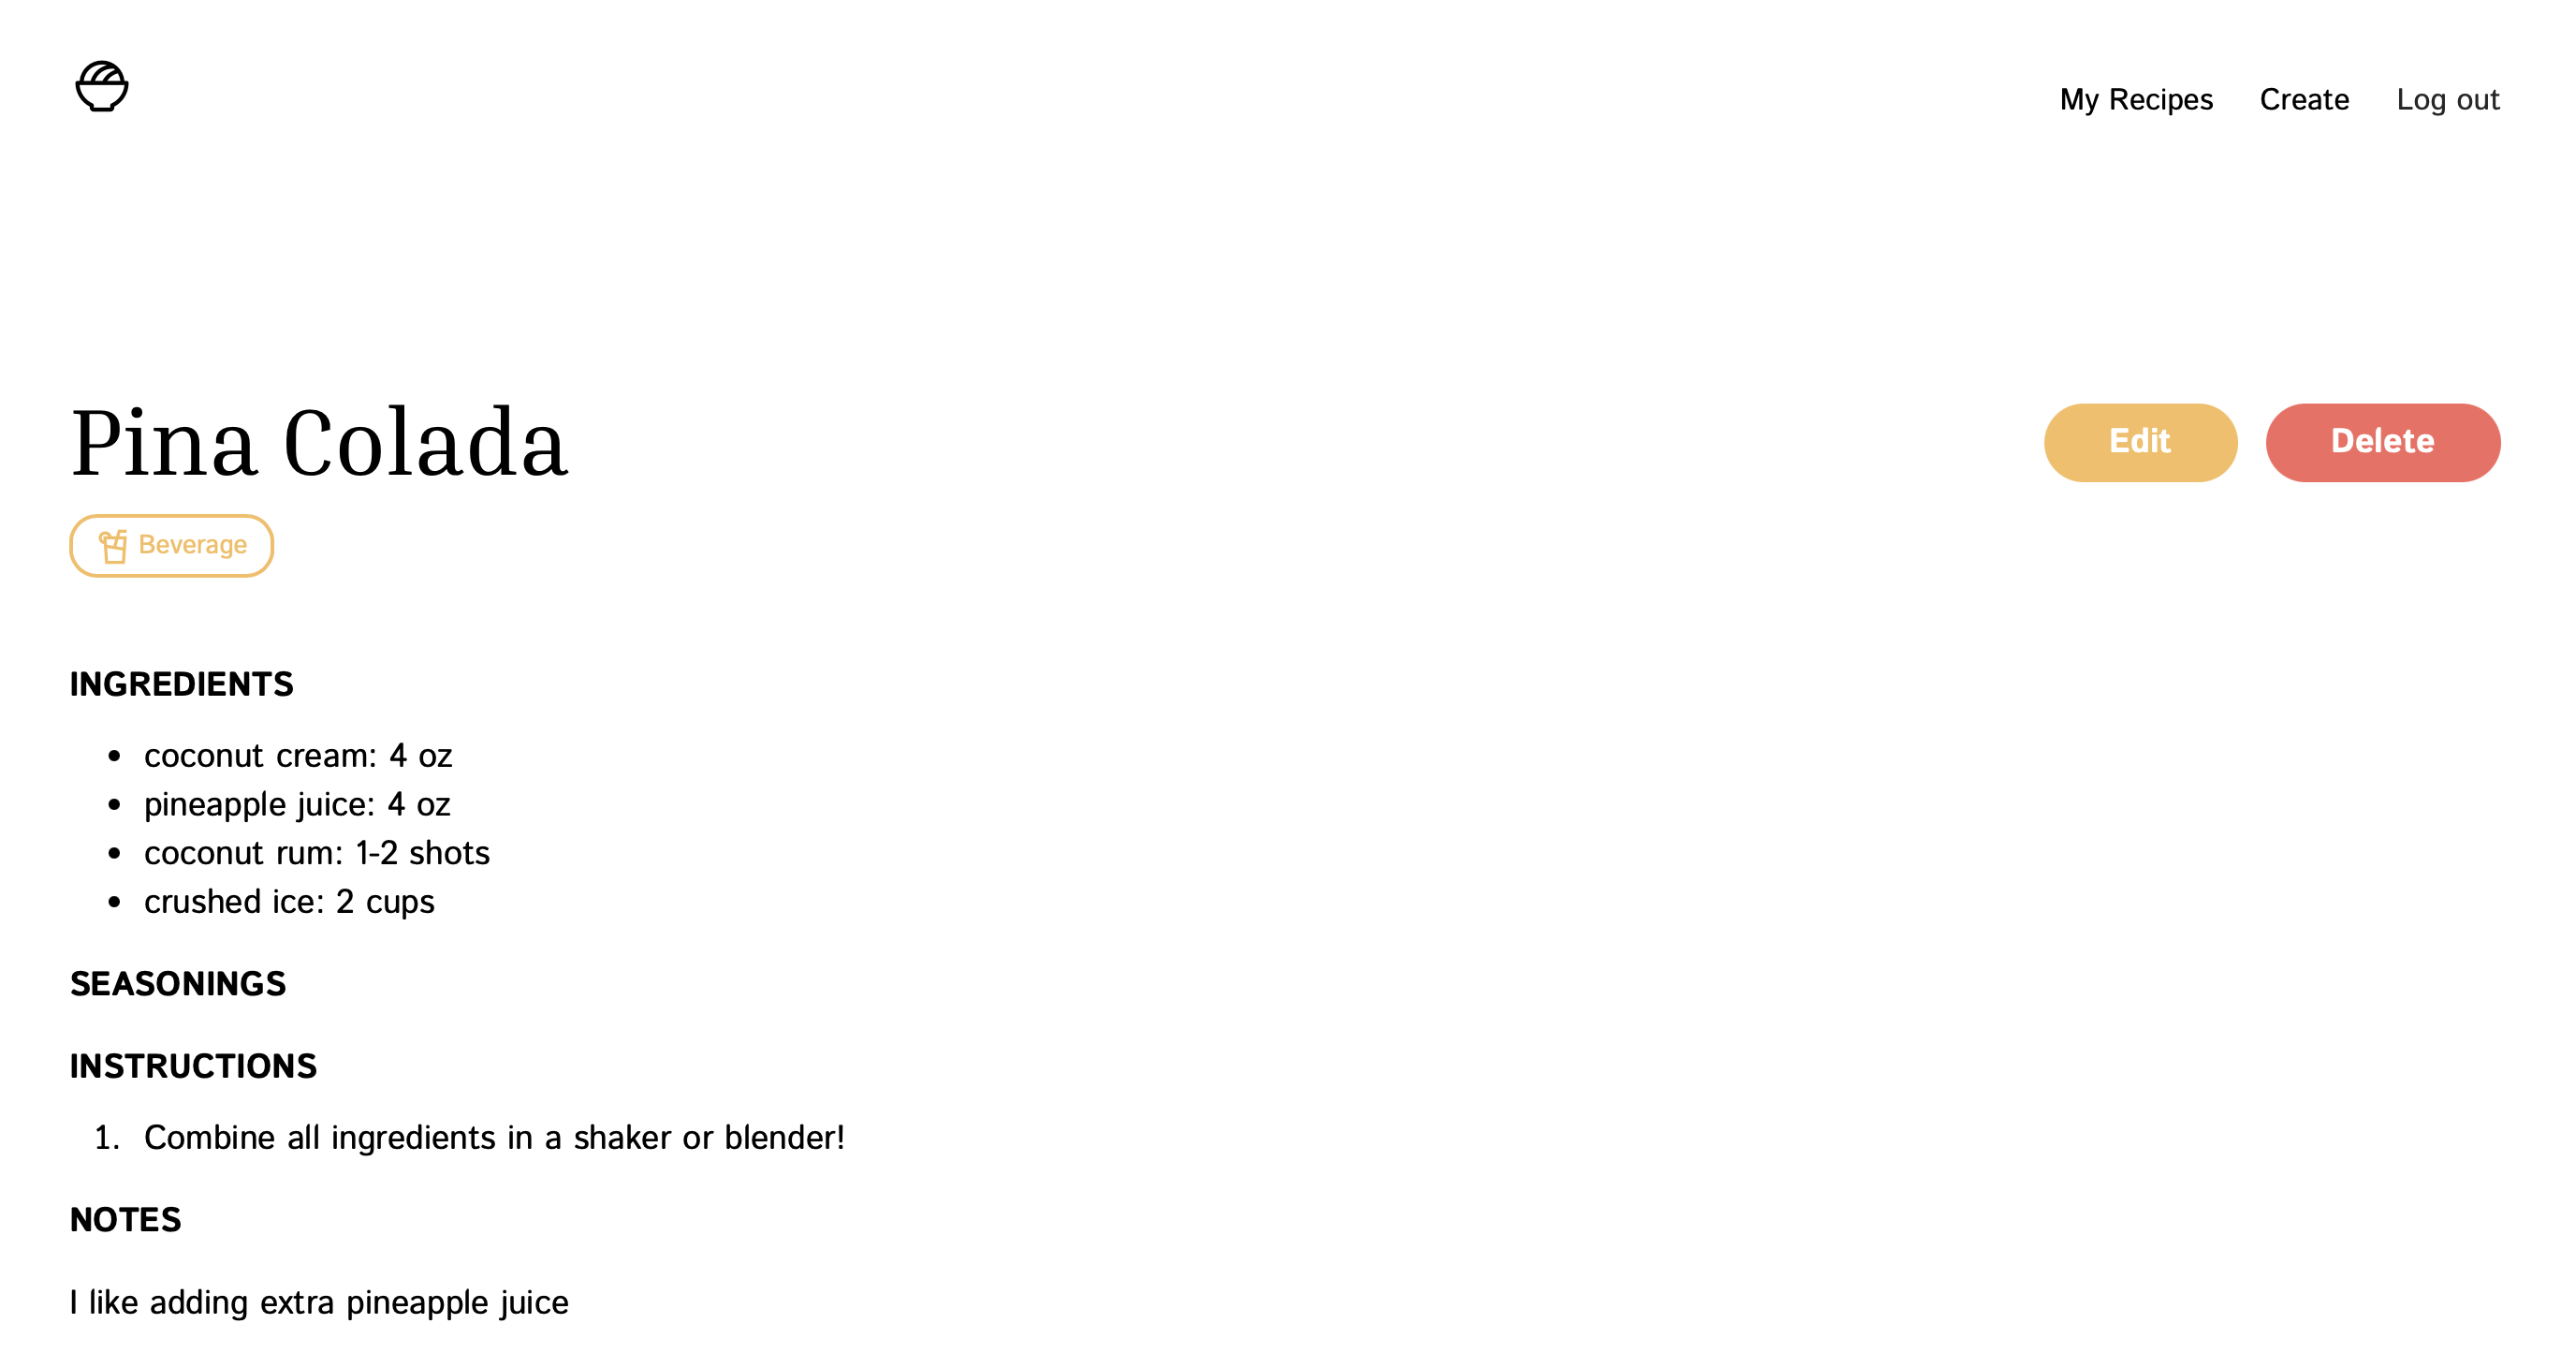 My Recipes Create Log out
Pina Colada
Edit Delete
Beverage
INGREDIENTS
• coconut cream: 4 oz
• pineapple juice: 4 oz
• coconut rum: 1-2 shots
• crushed ice: 2 cups
SEASONINGS
INSTRUCTIONS
1. Combine all ingredients in a shaker or blender!
NOTES
I like adding extra pineapple juice